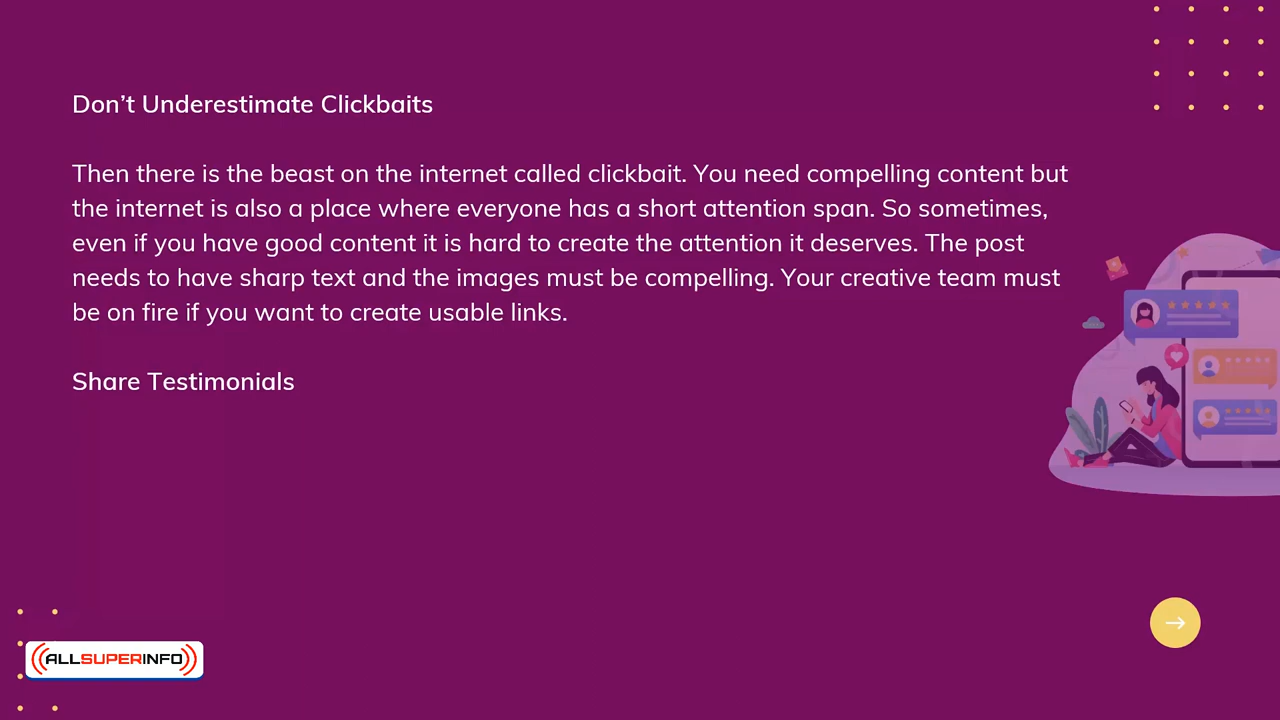 Don’t Underestimate Clickbaits
Then there is the beast on the internet called clickbait. You need compelling content but
the internet is also a place where everyone has a short attention span. So sometimes,
even if you have good content it is hard to create the attention it deserves. The post
needs to have sharp text and the images must be compelling. Your creative team must
be on fire if you want to create usable links.
Share Testimonials
ALLSUPERINFO